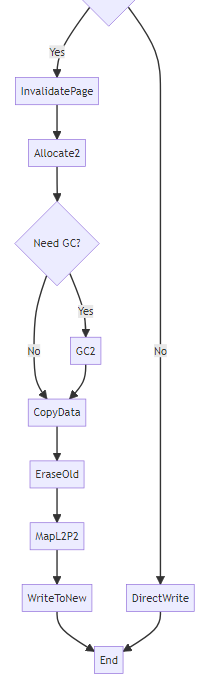 Yes
InvalidatePage
Allocate2
Need GC?
Yes
GC2
No
No
CopyData
EraseOld
MapL2P2
WriteToNew
DirectWrite
End